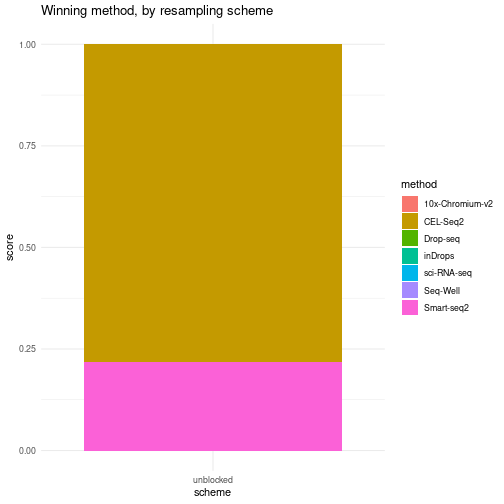 Winning method, by resampling scheme
1.00
0.75
0.50
0.25
0.00
score
unblocked
scheme
method
10x-Chromium-v2
CEL-Seq2
Drop-seq
inDrops
sci-RNA-seq
Seq-Well
Smart-seq2